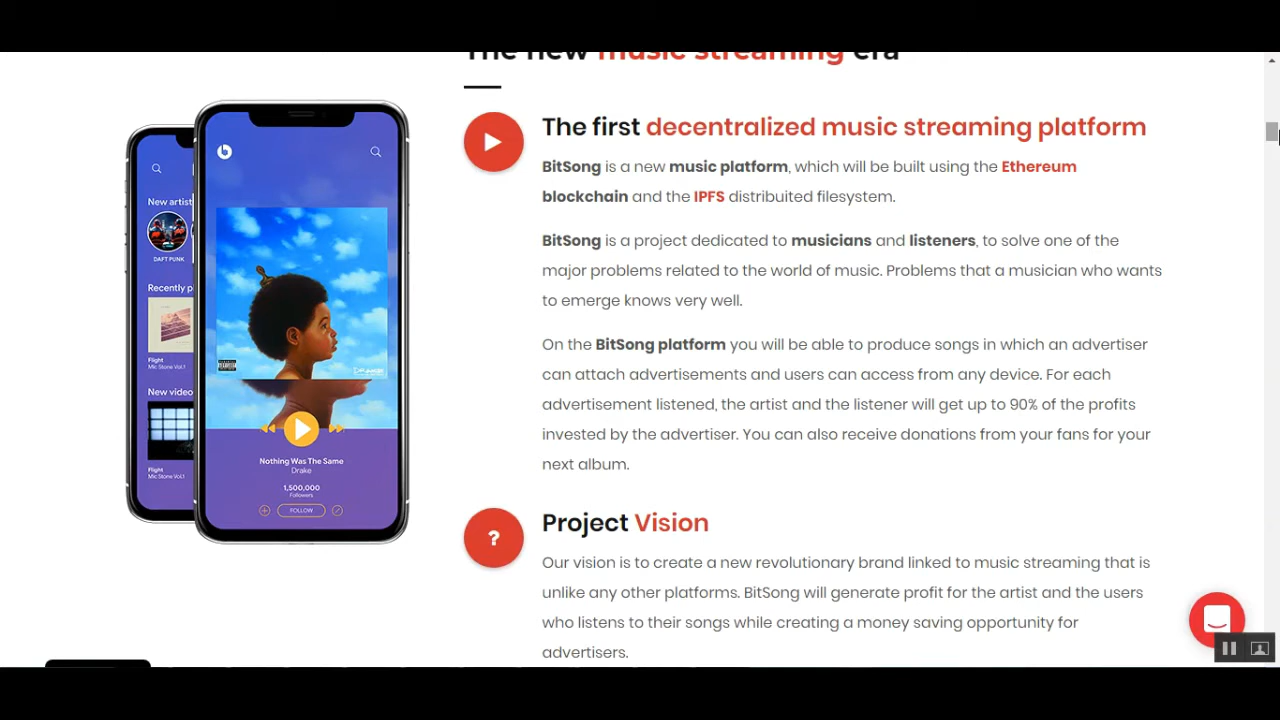 The new music streaming era
The first decentralized music streaming platform
BitSong is a new music platform, which will be built using the Ethereum
blockchain and the IPFS distribuited filesystem.
BitSong is a project dedicated to musicians and listeners, to solve one of the
major problems related to the world of music. Problems that a musician who wants
to emerge knows very well.
On the BitSong platform you will be able to produce songs in which an advertiser
can attach advertisements and users can access from any device. For each
advertisement listened, the artist and the listener will get up to 90% of the profits
invested by the advertiser. You can also receive donations from your fans for your
next album.
Project Vision
?
Our vision is to create a new revolutionary brand linked to music streaming that is
unlike any other platforms. BitSong will generate profit for the artist and the users
who listens to their songs while creating a money saving opportunity for
advertisers.
New artist
DAFT PUNK
Recently p
Flight
Mic Stone Vol.1
New video
Flight
Mic Stone Vol.1
Nothing Was The Same
Drake
1,500,000
Followers
FOLLOW